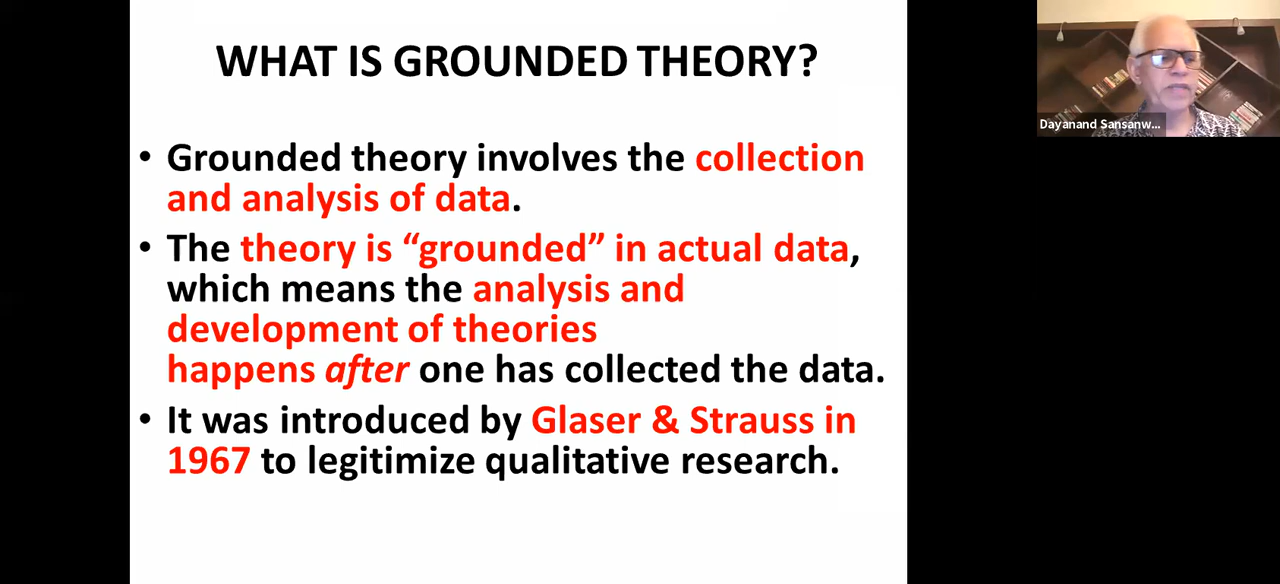 WHAT IS GROUNDED THEORY?
• Grounded theory involves the collection
and analysis of data.
• The theory is “grounded” in actual data,
which means the analysis and
development of theories
happens after one has collected the data.
• It was introduced by Glaser & Strauss in
1967 to legitimize qualitative research.
Dayanand Sansanw...